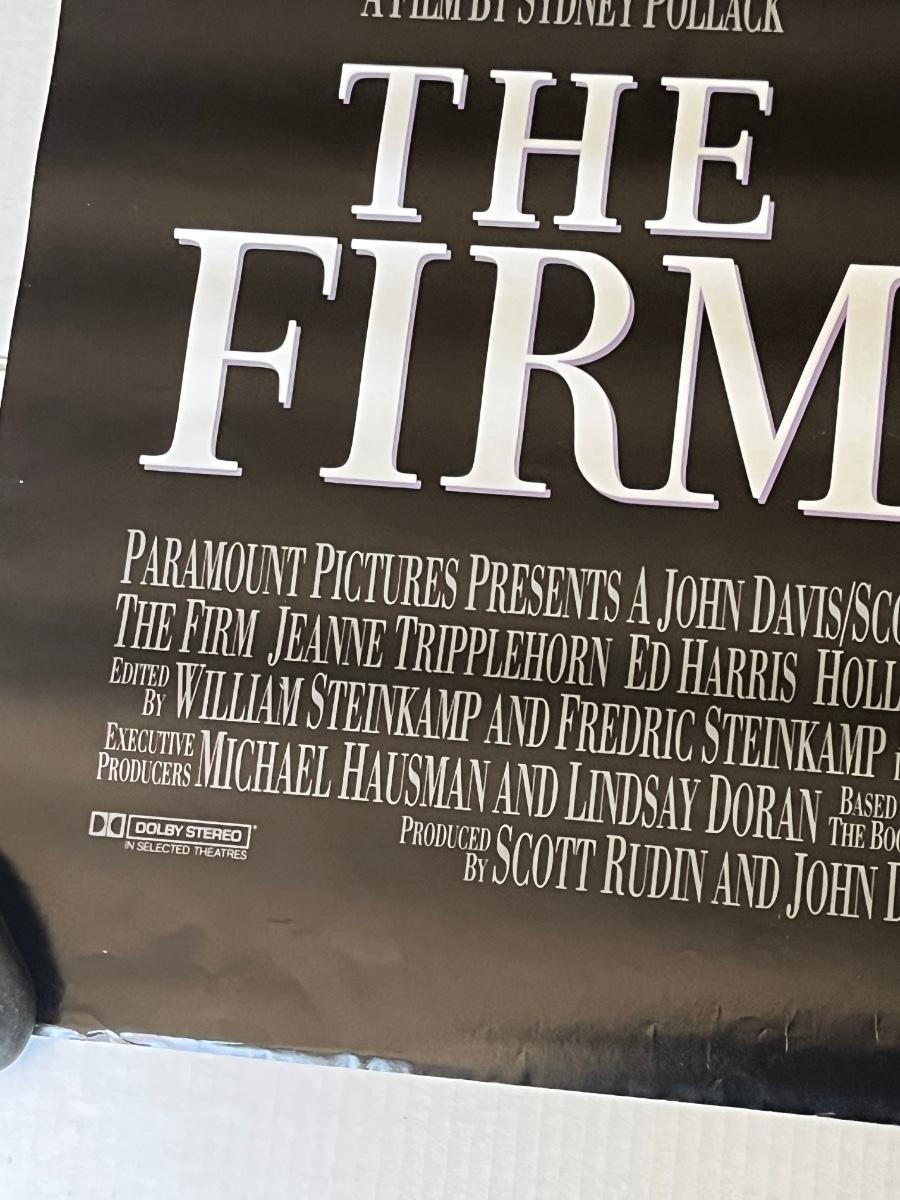 A FILM BY SYDNEY POLLACK
THE
FIRM
PARAMOUNT PICTURES PRESENTS A JOHN DAVIS/SCO
THE FIRM JEANNE TRIPPLEHORN ED HARRIS HOLL
EDITED BY WILLIAM STEINKAMP AND FREDRIC STEINKAMP
EXECUTIVE PRODUCERS MICHAEL HAUSMAN AND LINDSAY DORAN BASED
THE BOO
DOLBY STEREO
IN SELECTED THEATRES
PRODUCED BY SCOTT RUDIN AND JOHN D